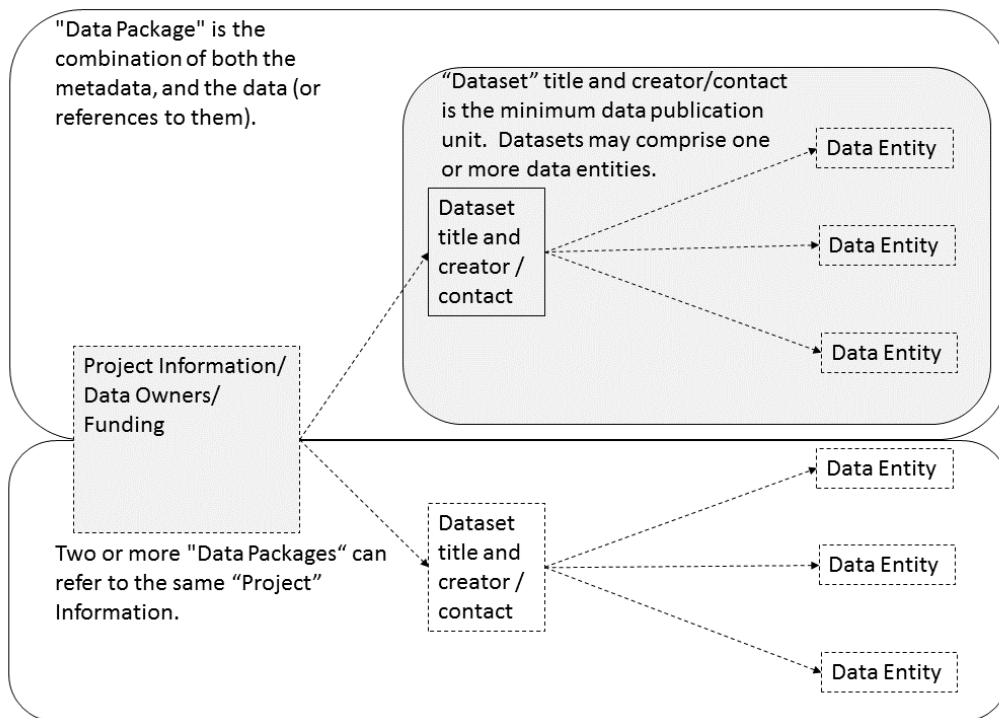 "Data Package" is the
combination of both the
metadata, and the data (or
references to them).
“Dataset” title and creator/contact
is the minimum data publication
unit.  Datasets may comprise one
or more data entities.
Data Entity
Dataset
title and
creator /
contact
Data Entity
Data Entity
Project Information/
Data Owners/
Funding
Two or more "Data Packages“ can
refer to the same “Project”
Information.
Data Entity
Dataset
title and
creator /
contact
Data Entity
Data Entity